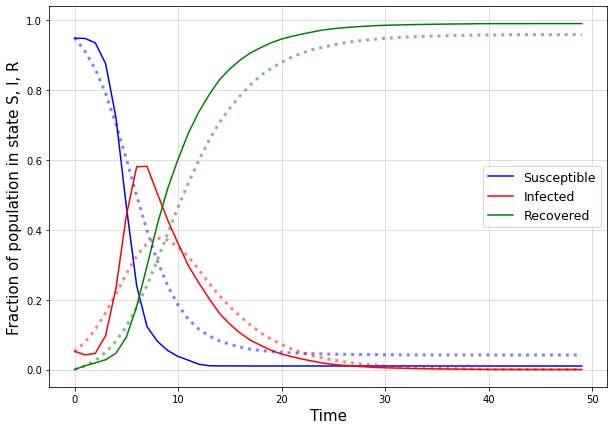 1.0
0.8
0.6
0.4
0.2
0.0
Fraction of population in state S, I, R
Susceptible
Infected
Recovered
0
10
20
30
40
50
Time